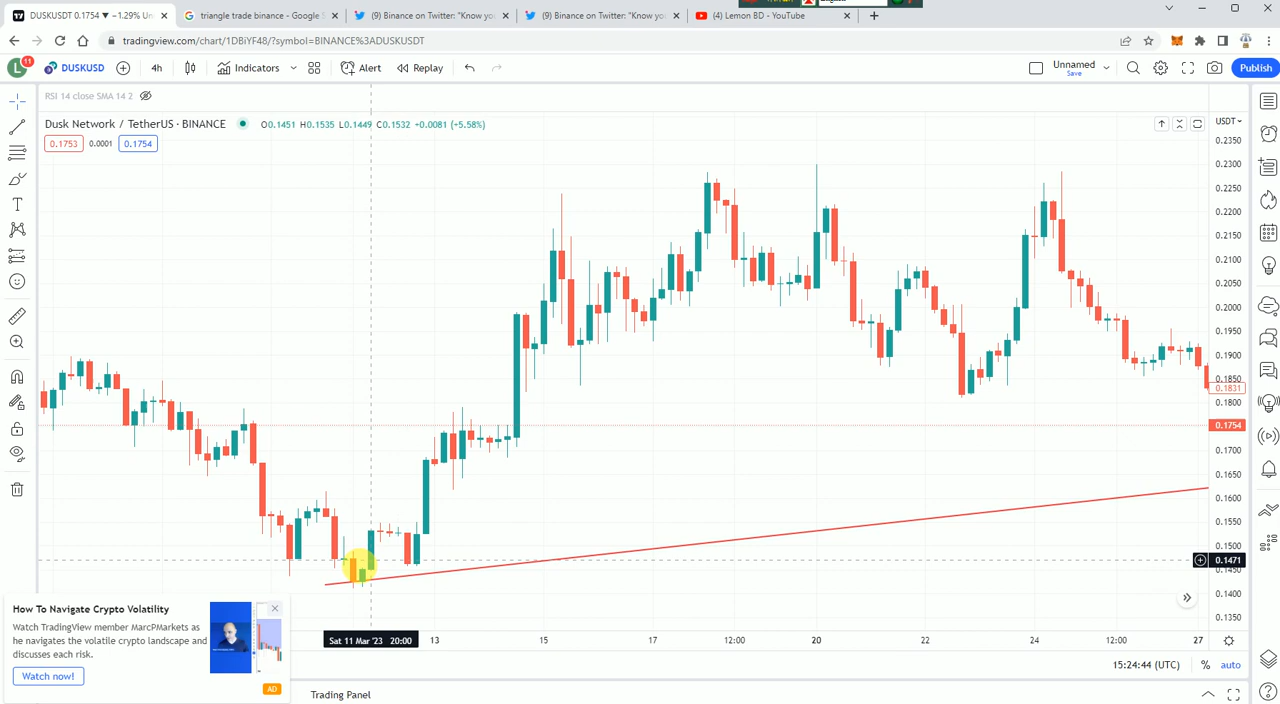 DUSKUSD 0.1754 ▼ −1.29% Un
triangle trade binance - Google S
(9) Binance on Twitter: "Know yo
(9) Binance on Twitter: "Know yo
(4) Lemon BD - YouTube
tradingview.com/chart/1DBiYF48/?symbol=BINANCE%3ADUSKUSDT
L
11
DUSKUSD
4h
Indicators
Alert
Replay
Unnamed
Save
Publish
RSI 14 close SMA 14 2
Dusk Network / TetherUS · BINANCE
O0.1451 H0.1535 L0.1449 C0.1532 +0.0081 (+5.58%)
USDT
0.1753
0.0001
0.1754
0.2350
0.2300
0.2250
0.2200
0.2150
0.2100
0.2050
0.2000
0.1950
0.1900
0.1850
0.1831
0.1800
0.1754
0.1700
0.1650
0.1600
0.1550
0.1500
0.1471
0.1450
0.1400
0.1350
How To Navigate Crypto Volatility
Watch TradingView member MarcPMarkets as
he navigates the volatile crypto landscape and
discusses each risk.
Watch now!
AD
Sat 11 Mar '23 20:00
13
15
17
12:00
20
22
24
12:00
27
15:24:44 (UTC)
%
auto
Trading Panel